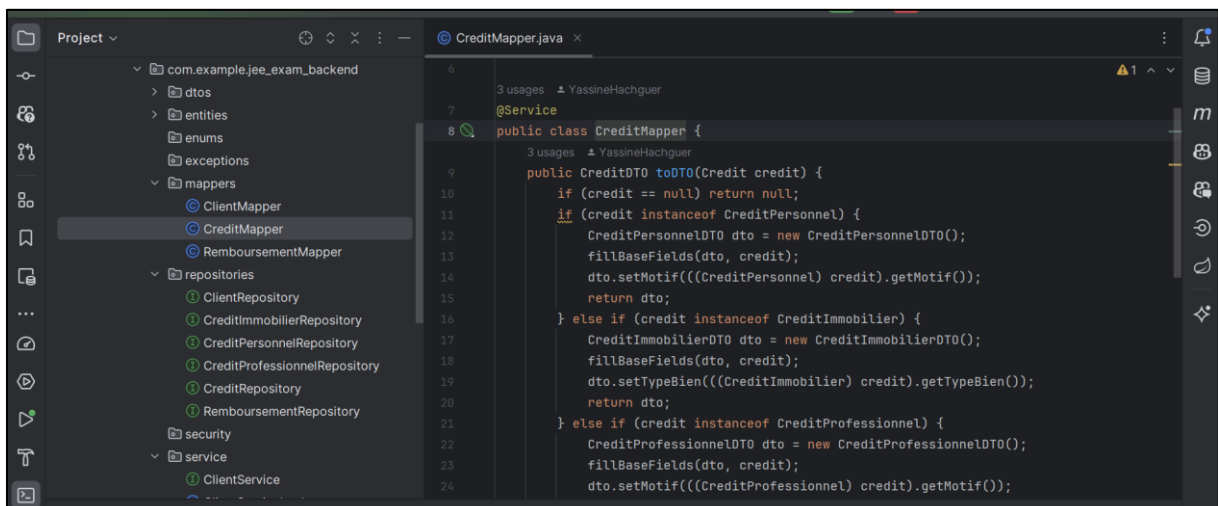 Project
com.example.jee_exam_backend
dtos
entities
enums
exceptions
mappers
ClientMapper
CreditMapper
RemboursementMapper
repositories
ClientRepository
CreditImmobilierRepository
CreditPersonnelRepository
CreditProfessionnelRepository
CreditRepository
RemboursementRepository
security
service
ClientService
CreditMapper.java
6
1
3 usages YassineHachguer
7 @Service
8 public class CreditMapper {
3 usages YassineHachguer
9 public CreditDTO toDTO(Credit credit) {
10 if (credit == null) return null;
11 if (credit instanceof CreditPersonnel) {
12 CreditPersonnelDTO dto = new CreditPersonnelDTO();
13 fillBaseFields(dto, credit);
14 dto.setMotif(((CreditPersonnel) credit).getMotif());
15 return dto;
16 } else if (credit instanceof CreditImmobilier) {
17 CreditImmobilierDTO dto = new CreditImmobilierDTO();
18 fillBaseFields(dto, credit);
19 dto.setTypeBien(((CreditImmobilier) credit).getTypeBien());
20 return dto;
21 } else if (credit instanceof CreditProfessionnel) {
22 CreditProfessionnelDTO dto = new CreditProfessionnelDTO();
23 fillBaseFields(dto, credit);
24 dto.setMotif(((CreditProfessionnel) credit).getMotif());
m